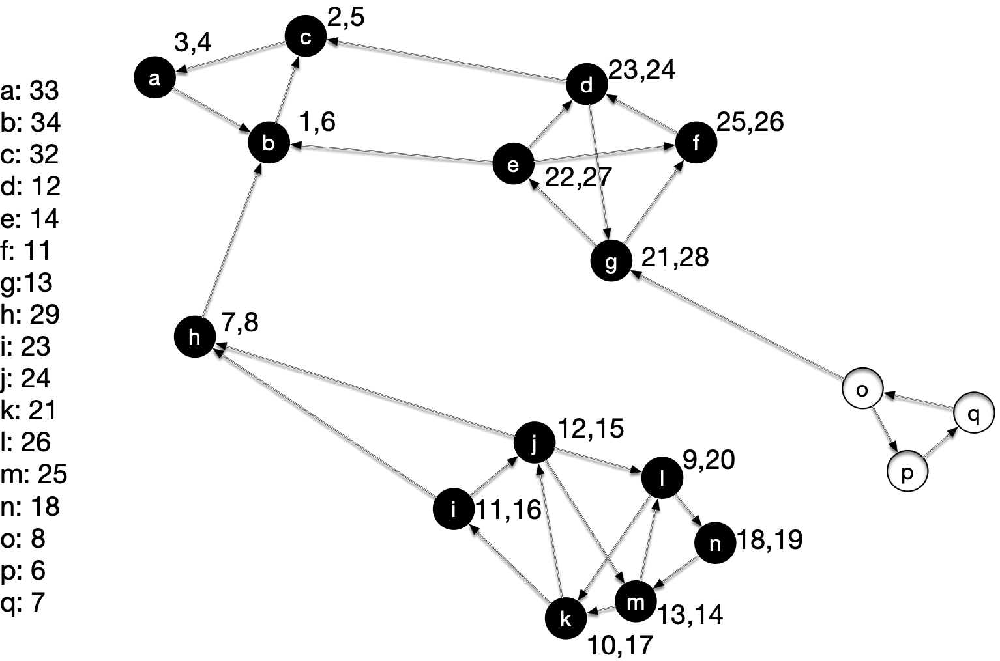 a: 33
b: 34
c: 32
d: 12
e: 14
f: 11
g:13
h: 29
i: 23
j: 24
k: 21
l: 26
m: 25
n: 18
o: 8
p: 6
q: 7
c
2,5
3,4
a
d
23,24
b
1,6
f
25,26
e
22,27
g
21,28
h
7,8
o
q
p
j
12,15
l
9,20
i
11,16
n
18,19
m
13,14
k
10,17